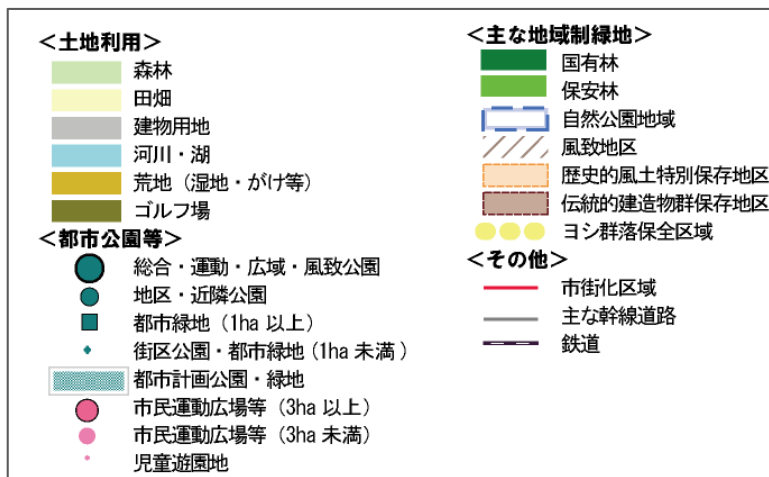 ＜土地利用＞
森林
田畑
建物用地
河川・湖
荒地（湿地・がけ等）
ゴルフ場
＜都市公園等＞
総合・運動・広域・風致公園
地区・近隣公園
都市緑地（1ha 以上）
街区公園・都市緑地（1ha 未満）
都市計画公園・緑地
市民運動広場等（3ha 以上）
市民運動広場等（3ha 未満）
児童遊園地
＜主な地域制緑地＞
国有林
保安林
自然公園地域
風致地区
歴史的風土特別保存地区
伝統的建造物群保存地区
ヨシ群落保全区域
＜その他＞
市街化区域
主な幹線道路
鉄道